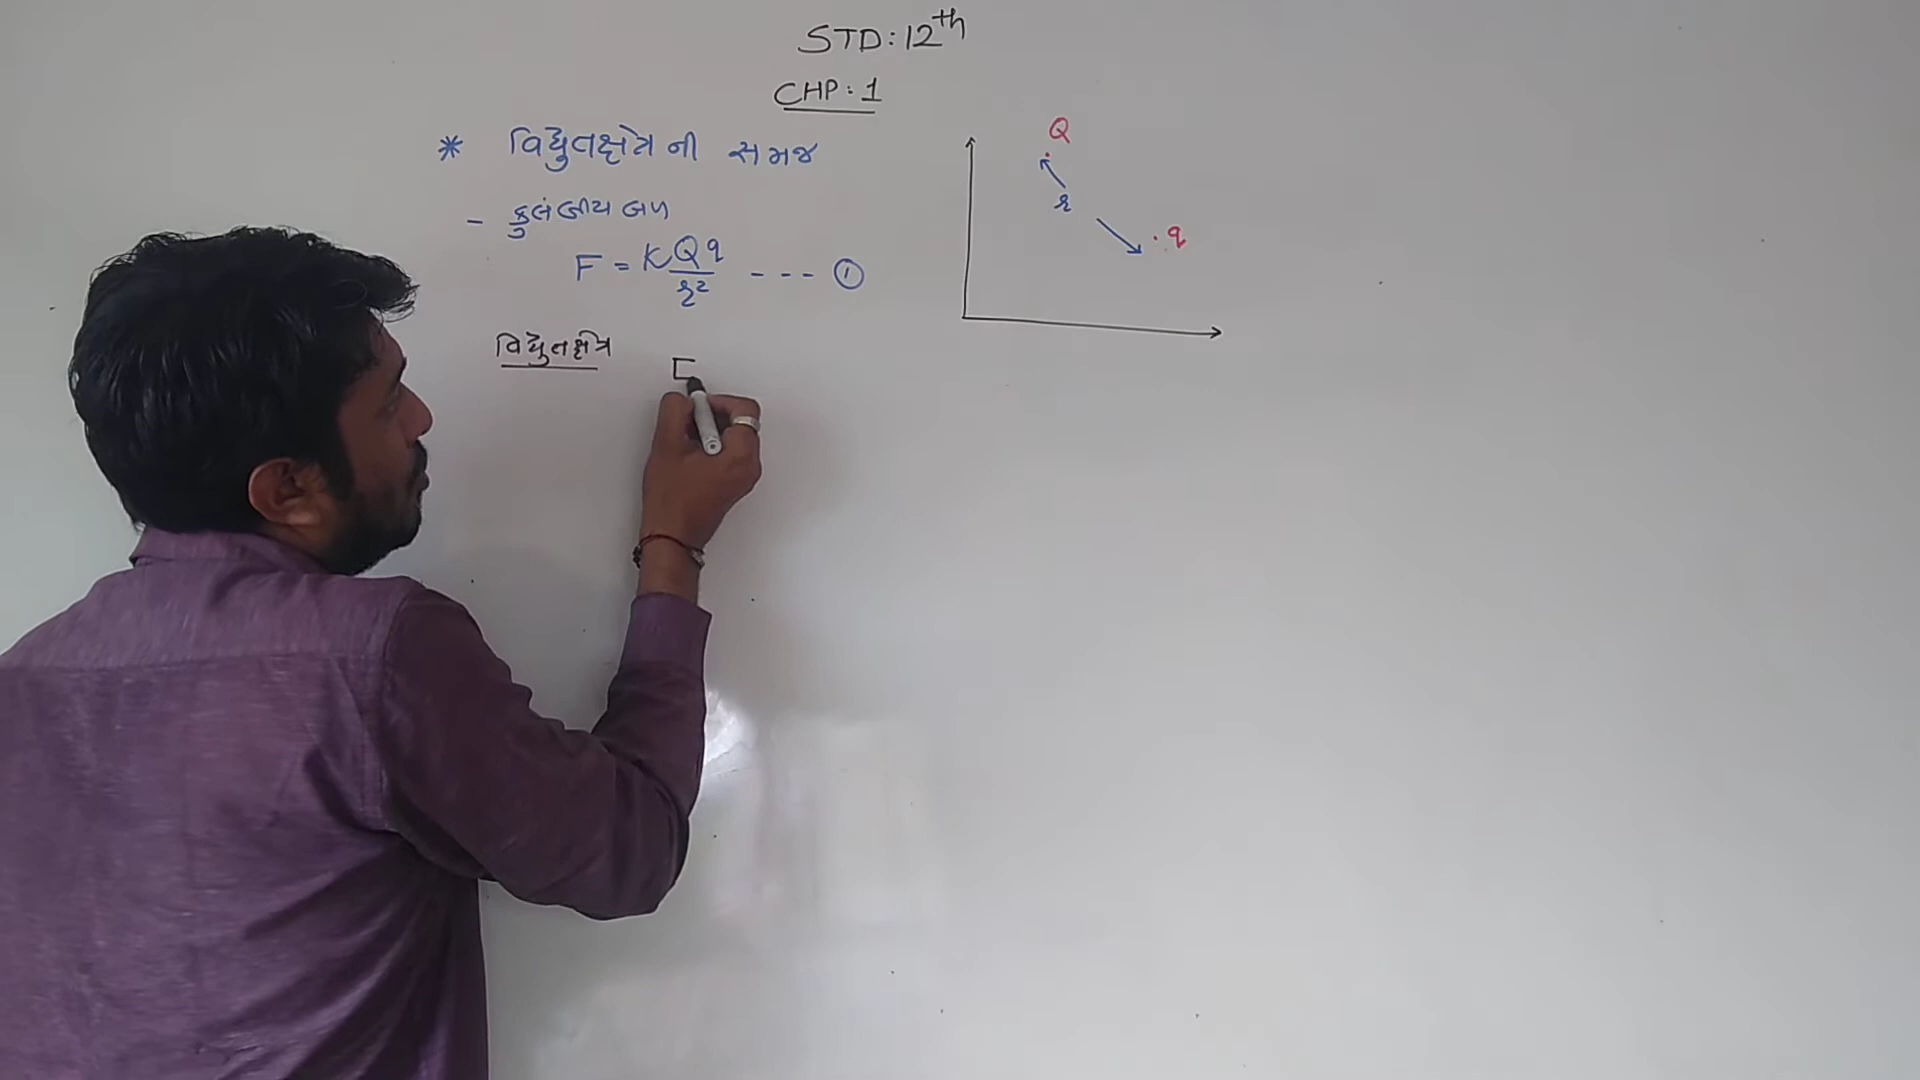 STD: 12th
CHP: 1
* વિદ્યુતક્ષેત્ર ની સમજ
- કુલંબીય બળ
F = KQq/r² --- ①
વિદ્યુતક્ષેત્ર E
Q
r
q